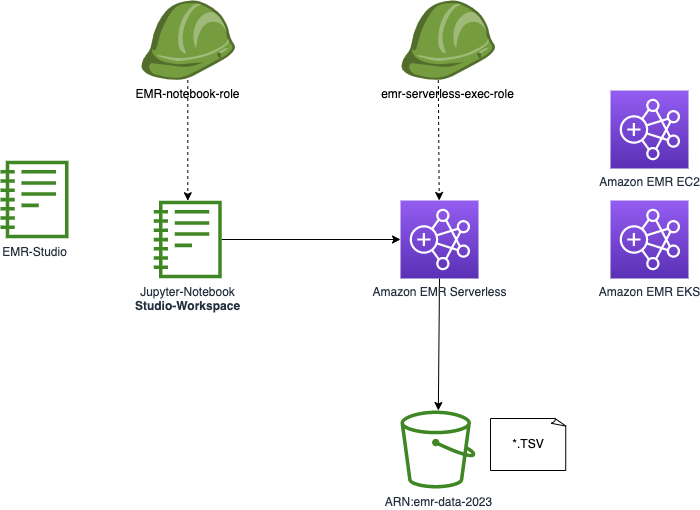 EMR-notebook-role
emr-serverless-exec-role
Amazon EMR EC2
EMR-Studio
Jupyter-Notebook
Studio-Workspace
Amazon EMR Serverless
Amazon EMR EKS
*.TSV
ARN:emr-data-2023